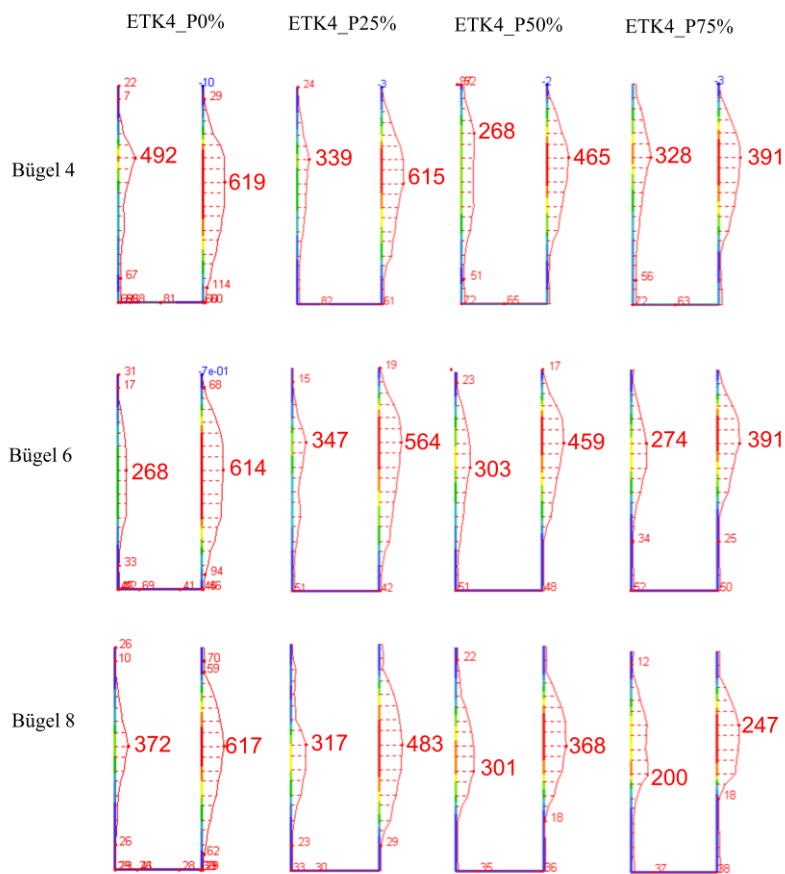 ETK4_P0% ETK4_P25% ETK4_P50% ETK4_P75%
22 -10 24 -3 -2 -3
7 29
Bügel 4 492 619 339 615 268 465 328 391
67 114 51 56
81 82 61 72 65 72 63
31 -7e-01 15 19 23 17
17 68
Bügel 6 268 614 347 564 303 459 274 391
33 94 34 25
69 41 51 42 51 48 52 50
26 70 22 12
10 59
Bügel 8 372 617 317 483 301 368 200 247
26 62 23 29 18 18
28 33 30 35 36 37 38